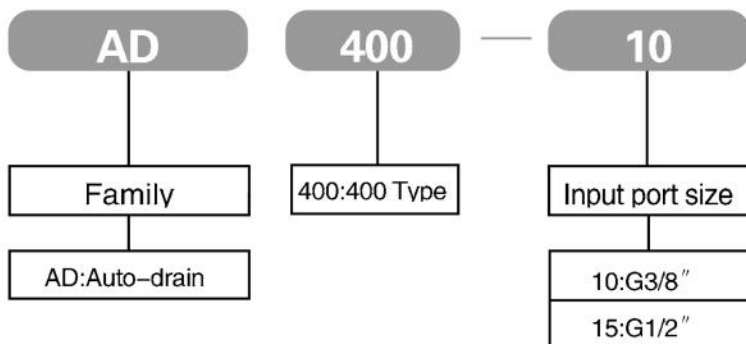 AD 400 — 10
Family 400:400 Type Input port size
AD:Auto-drain 10:G3/8″
15:G1/2″